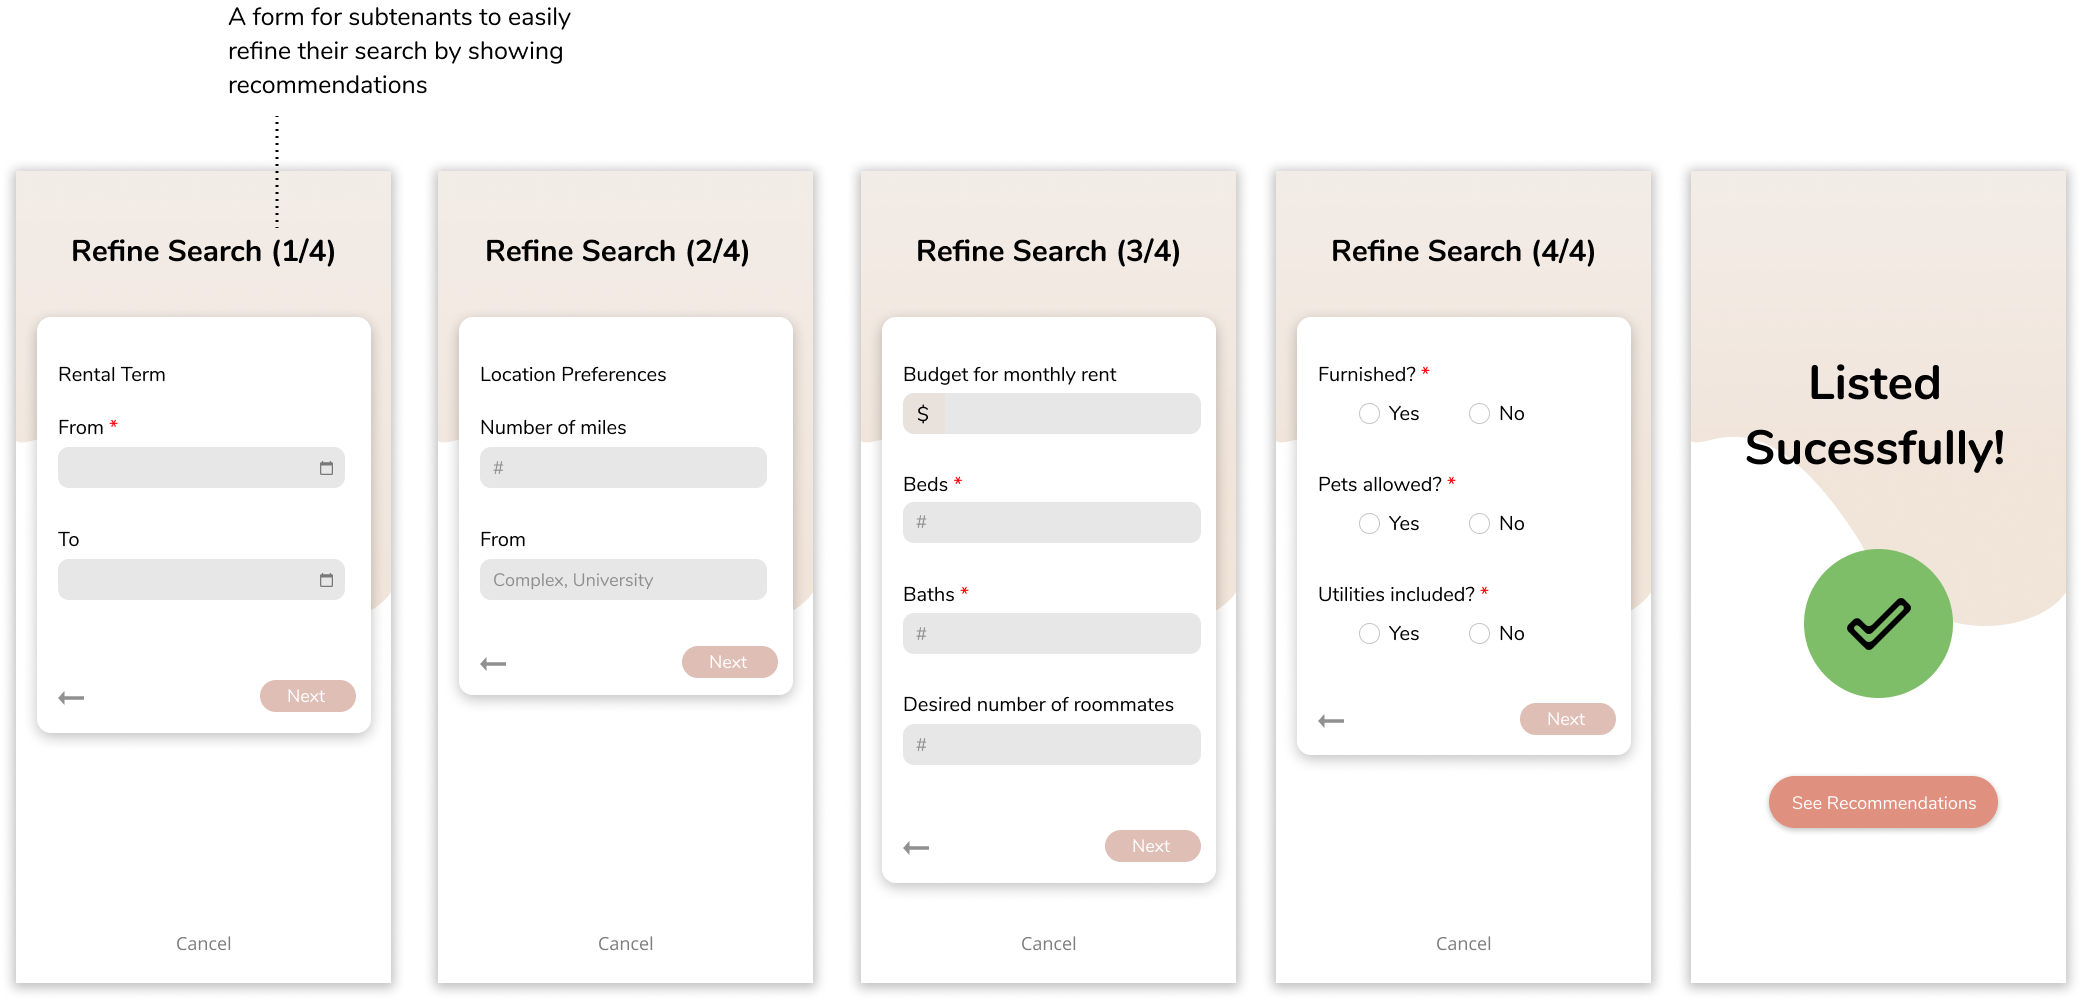 A form for subtenants to easily
refine their search by showing
recommendations
Refine Search (1/4)
Rental Term
From *
To
Next
Cancel
Refine Search (2/4)
Location Preferences
Number of miles
#
From
Complex, University
Next
Cancel
Refine Search (3/4)
Budget for monthly rent
$
Beds *
#
Baths *
#
Desired number of roommates
#
Next
Cancel
Refine Search (4/4)
Furnished? *
Yes No
Pets allowed? *
Yes No
Utilities included? *
Yes No
Next
Cancel
Listed
Sucessfully!
See Recommendations